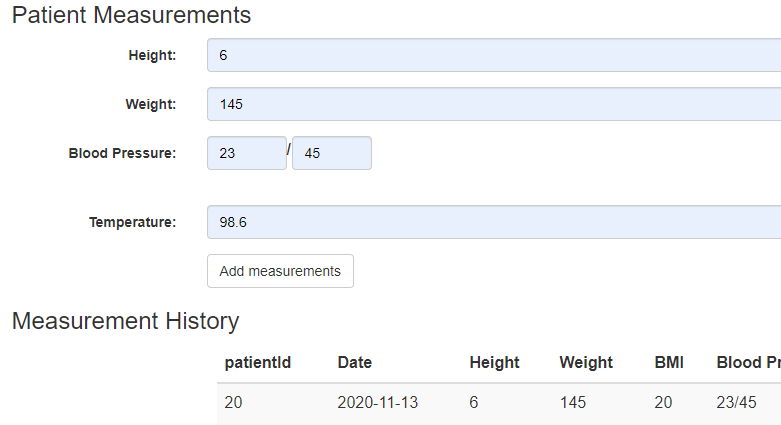 Patient Measurements
Height: 6
Weight: 145
Blood Pressure: 23 / 45
Temperature: 98.6
Add measurements
Measurement History
patientId Date Height Weight BMI Blood Pr
20 2020-11-13 6 145 20 23/45